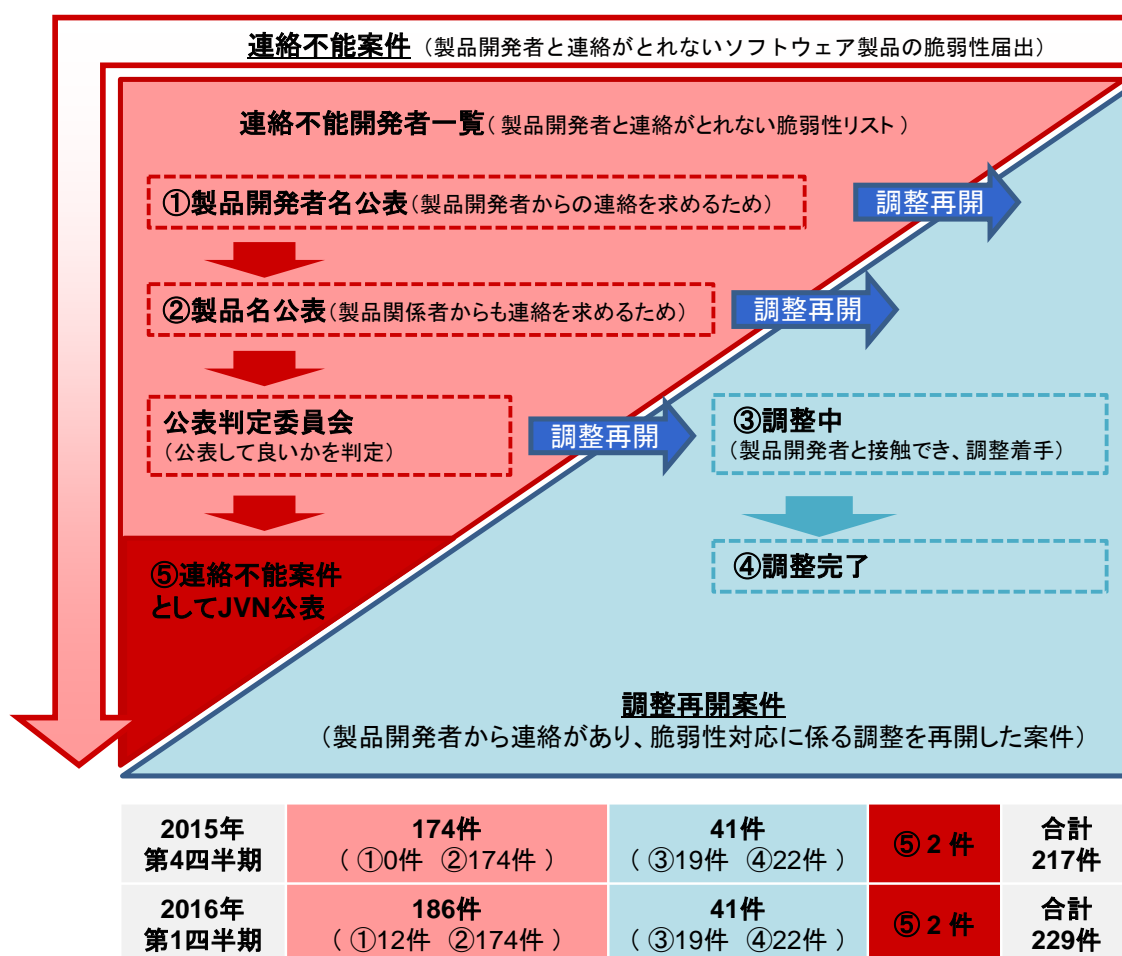 連絡不能案件（製品開発者と連絡がとれないソフトウェア製品の脆弱性届出）
連絡不能開発者一覧（製品開発者と連絡がとれない脆弱性リスト）
①製品開発者名公表（製品開発者からの連絡を求めるため）
調整再開
②製品名公表（製品関係者からも連絡を求めるため）
調整再開
公表判定委員会
（公表して良いかを判定）
調整再開
③調整中
（製品開発者と接触でき、調整着手）
④調整完了
⑤連絡不能案件
としてJVN公表
調整再開案件
（製品開発者から連絡があり、脆弱性対応に係る調整を再開した案件）
2015年
第4四半期
174件
（ ①0件 ②174件 ）
41件
（ ③19件 ④22件 ）
⑤ 2 件
合計
217件
2016年
第1四半期
186件
（ ①12件 ②174件 ）
41件
（ ③19件 ④22件 ）
⑤ 2 件
合計
229件